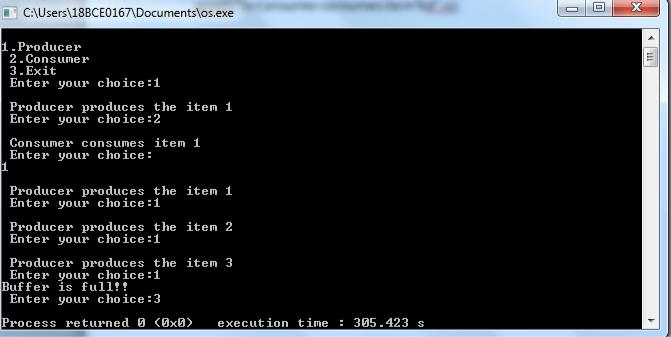 C:\Users\18BCE0167\Documents\os.exe
1.Producer
2.Consumer
3.Exit
Enter your choice:1
Producer produces the item 1
Enter your choice:2
Consumer consumes item 1
Enter your choice:
1
Producer produces the item 1
Enter your choice:1
Producer produces the item 2
Enter your choice:1
Producer produces the item 3
Enter your choice:1
Buffer is full!!
Enter your choice:3
Process returned 0 (0x0)   execution time : 305.423 s